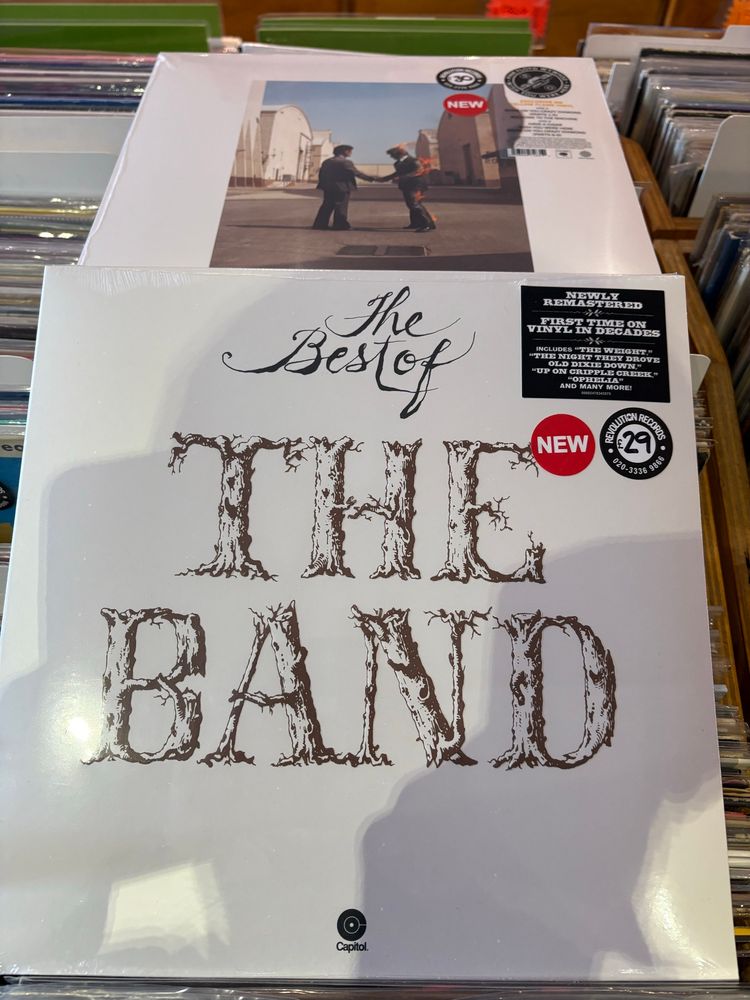 NEW
The
Best of
THE
BAND
NEWLY
REMASTERED
FIRST TIME ON
VINYL IN DECADES
INCLUDES "THE WEIGHT,"
"THE NIGHT THEY DROVE
OLD DIXIE DOWN,"
"UP ON CRIPPLE CREEK,"
"OPHELIA"
AND MANY MORE!
NEW
REVOLUTION RECORDS
£29
020-3336 9866
Capitol.